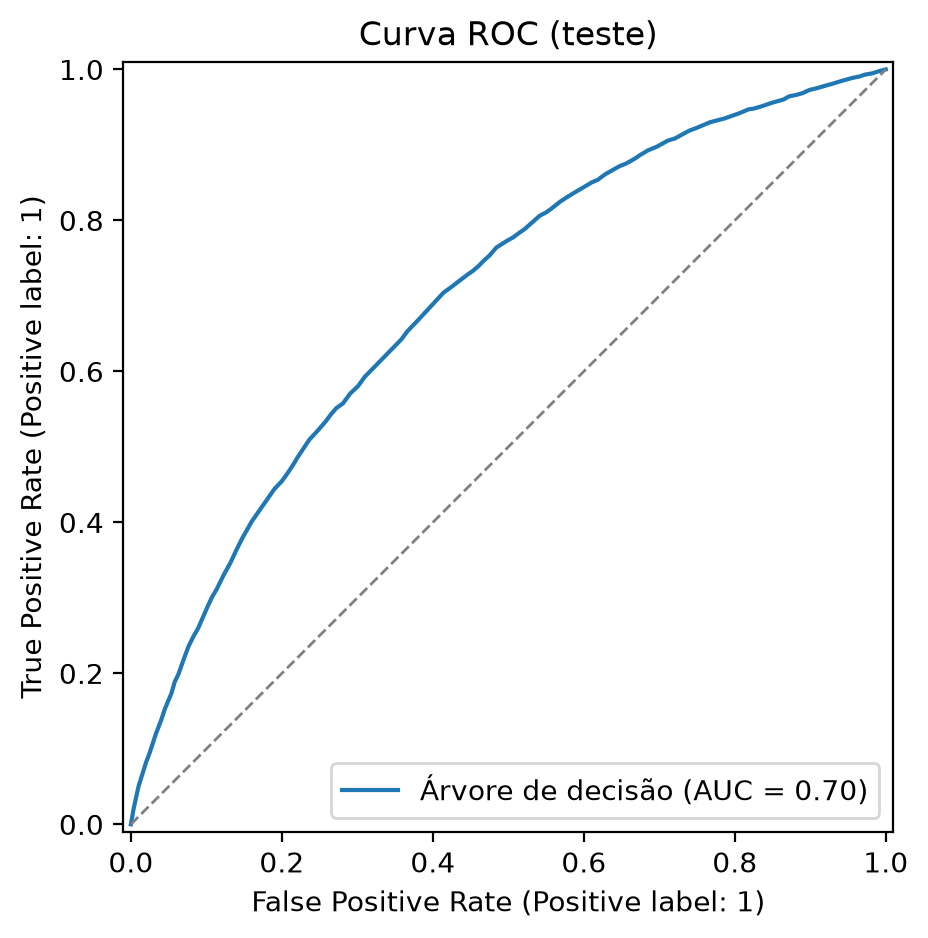 Curva ROC (teste)
True Positive Rate (Positive label: 1)
1.0
0.8
0.6
0.4
0.2
0.0
Árvore de decisão (AUC = 0.70)
0.0 0.2 0.4 0.6 0.8 1.0
False Positive Rate (Positive label: 1)